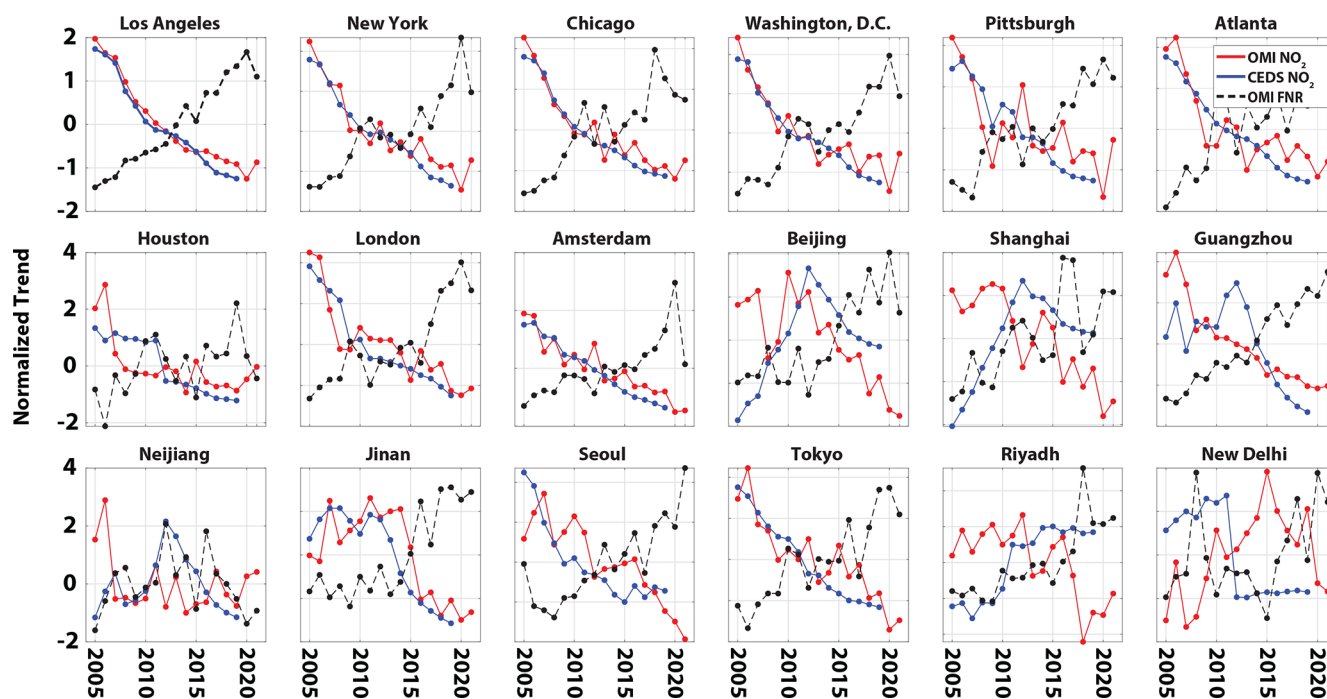 Los Angeles New York Chicago Washington, D.C. Pittsburgh Atlanta
2
1
0
-1
-2
OMI NO2
CEDS NO2
OMI FNR
Normalized Trend
Houston London Amsterdam Beijing Shanghai Guangzhou
4
2
0
-2
Neijiang Jinan Seoul Tokyo Riyadh New Delhi
4
2
0
-2
2005 2010 2015 2020 2005 2010 2015 2020 2005 2010 2015 2020 2005 2010 2015 2020 2005 2010 2015 2020 2005 2010 2015 2020